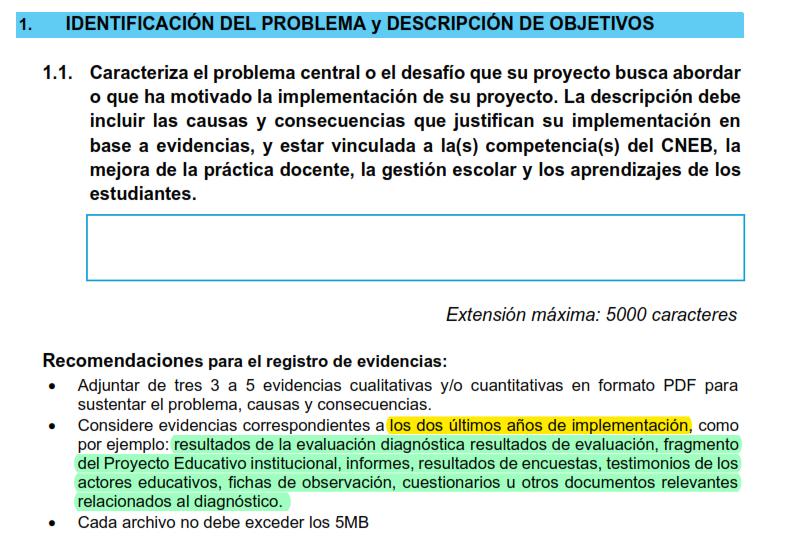 1. IDENTIFICACIÓN DEL PROBLEMA y DESCRIPCIÓN DE OBJETIVOS
1.1. Caracteriza el problema central o el desafío que su proyecto busca abordar
o que ha motivado la implementación de su proyecto. La descripción debe
incluir las causas y consecuencias que justifican su implementación en
base a evidencias, y estar vinculada a la(s) competencia(s) del CNEB, la
mejora de la práctica docente, la gestión escolar y los aprendizajes de los
estudiantes.
Extensión máxima: 5000 caracteres
Recomendaciones para el registro de evidencias:
• Adjuntar de tres 3 a 5 evidencias cualitativas y/o cuantitativas en formato PDF para
sustentar el problema, causas y consecuencias.
• Considere evidencias correspondientes a los dos últimos años de implementación, como
por ejemplo: resultados de la evaluación diagnóstica resultados de evaluación, fragmento
del Proyecto Educativo institucional, informes, resultados de encuestas, testimonios de los
actores educativos, fichas de observación, cuestionarios u otros documentos relevantes
relacionados al diagnóstico.
• Cada archivo no debe exceder los 5MB